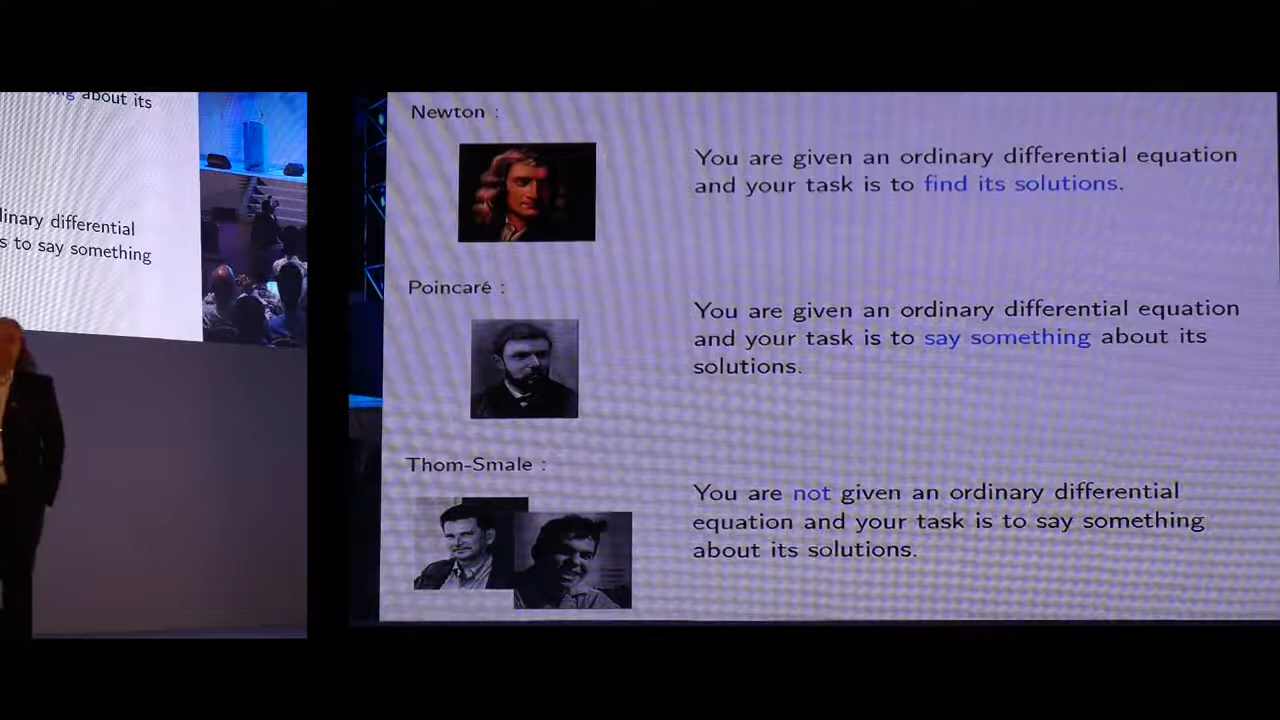 about its
dinary differential
s to say something
Newton :
You are given an ordinary differential equation
and your task is to find its solutions.
Poincaré :
You are given an ordinary differential equation
and your task is to say something about its
solutions.
Thom-Smale :
You are not given an ordinary differential
equation and your task is to say something
about its solutions.